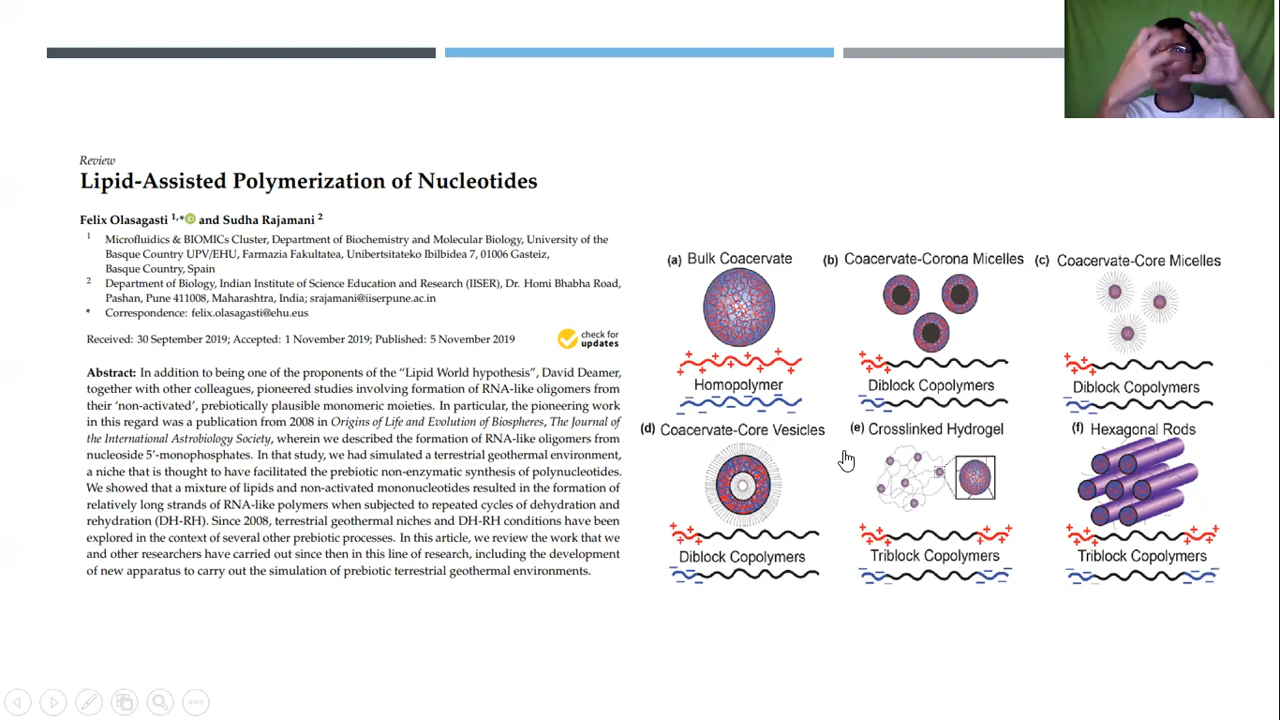 Review
Lipid-Assisted Polymerization of Nucleotides
Felix Olasagasti 1,* and Sudha Rajamani 2
1 Microfluidics & BIOMICs Cluster, Department of Biochemistry and Molecular Biology, University of the
Basque Country UPV/EHU, Farmazia Fakultatea, Unibertsitateko Ibilbidea 7, 01006 Gasteiz,
Basque Country, Spain
2 Department of Biology, Indian Institute of Science Education and Research (IISER), Dr. Homi Bhabha Road,
Pashan, Pune 411008, Maharashtra, India; srajamani@iiserpune.ac.in
* Correspondence: felix.olasagasti@ehu.eus
Received: 30 September 2019; Accepted: 1 November 2019; Published: 5 November 2019
check for
updates
Abstract: In addition to being one of the proponents of the “Lipid World hypothesis”, David Deamer,
together with other colleagues, pioneered studies involving formation of RNA-like oligomers from
their ‘non-activated’, prebiotically plausible monomeric moieties. In particular, the pioneering work
in this regard was a publication from 2008 in Origins of Life and Evolution of Biospheres, The Journal of
the International Astrobiology Society, wherein we described the formation of RNA-like oligomers from
nucleoside 5’-monophosphates. In that study, we had simulated a terrestrial geothermal environment,
a niche that is thought to have facilitated the prebiotic non-enzymatic synthesis of polynucleotides.
We showed that a mixture of lipids and non-activated mononucleotides resulted in the formation of
relatively long strands of RNA-like polymers when subjected to repeated cycles of dehydration and
rehydration (DH-RH). Since 2008, terrestrial geothermal niches and DH-RH conditions have been
explored in the context of several other prebiotic processes. In this article, we review the work that we
and other researchers have carried out since then in this line of research, including the development
of new apparatus to carry out the simulation of prebiotic terrestrial geothermal environments.
(a) Bulk Coacervate
Homopolymer
(b) Coacervate-Corona Micelles
Diblock Copolymers
(c) Coacervate-Core Micelles
Diblock Copolymers
(d) Coacervate-Core Vesicles
Diblock Copolymers
(e) Crosslinked Hydrogel
Triblock Copolymers
(f) Hexagonal Rods
Triblock Copolymers